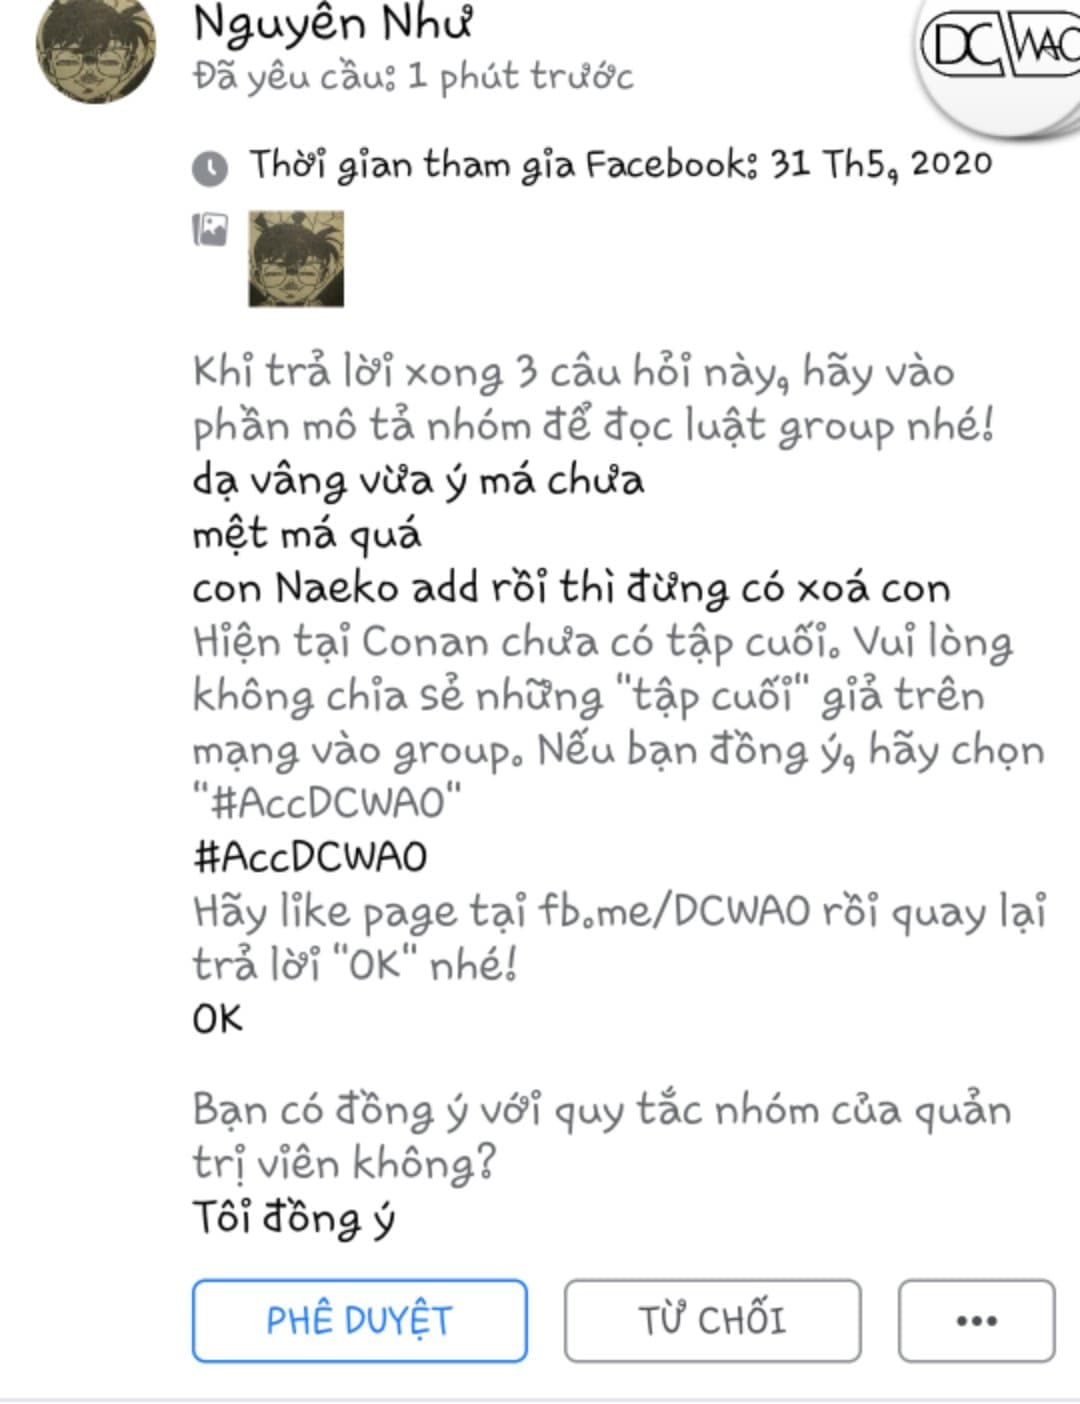 Nguyễn Như
DC WAO
Đã yêu cầu: 1 phút trước
Thời gian tham gia Facebook: 31 Th5, 2020
Khi trả lời xong 3 câu hỏi này, hãy vào
phần mô tả nhóm để đọc luật group nhé!
dạ vâng vừa ý má chưa
mệt má quá
con Naeko add rồi thì đừng có xoá con
Hiện tại Conan chưa có tập cuối. Vui lòng
không chia sẻ những "tập cuối" giả trên
mạng vào group. Nếu bạn đồng ý, hãy chọn
"#AccDCWAO"
#AccDCWAO
Hãy like page tại fb.me/DCWAO rồi quay lại
trả lời "OK" nhé!
OK
Bạn có đồng ý với quy tắc nhóm của quản
trị viên không?
Tôi đồng ý
PHÊ DUYỆT
TỪ CHỐI